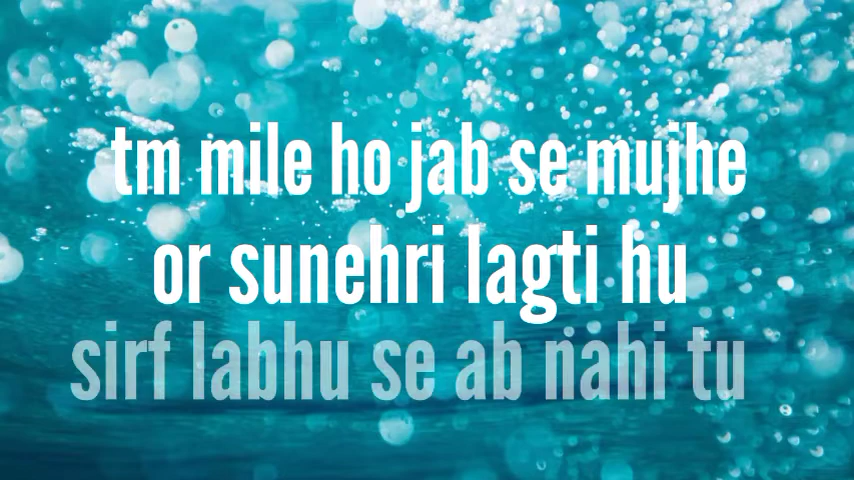 tm mile ho jab se mujhe
or sunehri lagti hu
sirf labhu se ab nahi tu